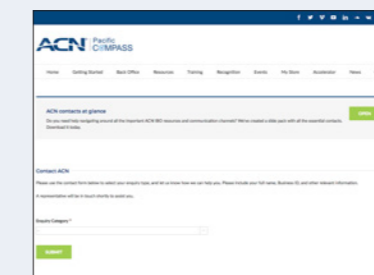 ACN Pacific COMPASS
Home Getting Started Back Office Resources Training Recognition Events My Store Accelerator News
ACN contacts at glance
Do you need help navigating around all the important ACN IBO resources and communication channels? We've created a slide pack with all the essential contacts.
Download it today.
OPEN
Contact ACN
Please use the contact form below to select your enquiry type, and let us know how we can help you. Please include your full name, Business ID, and other relevant information.
A representative will be in touch shortly to assist you.
Enquiry Category *
SUBMIT